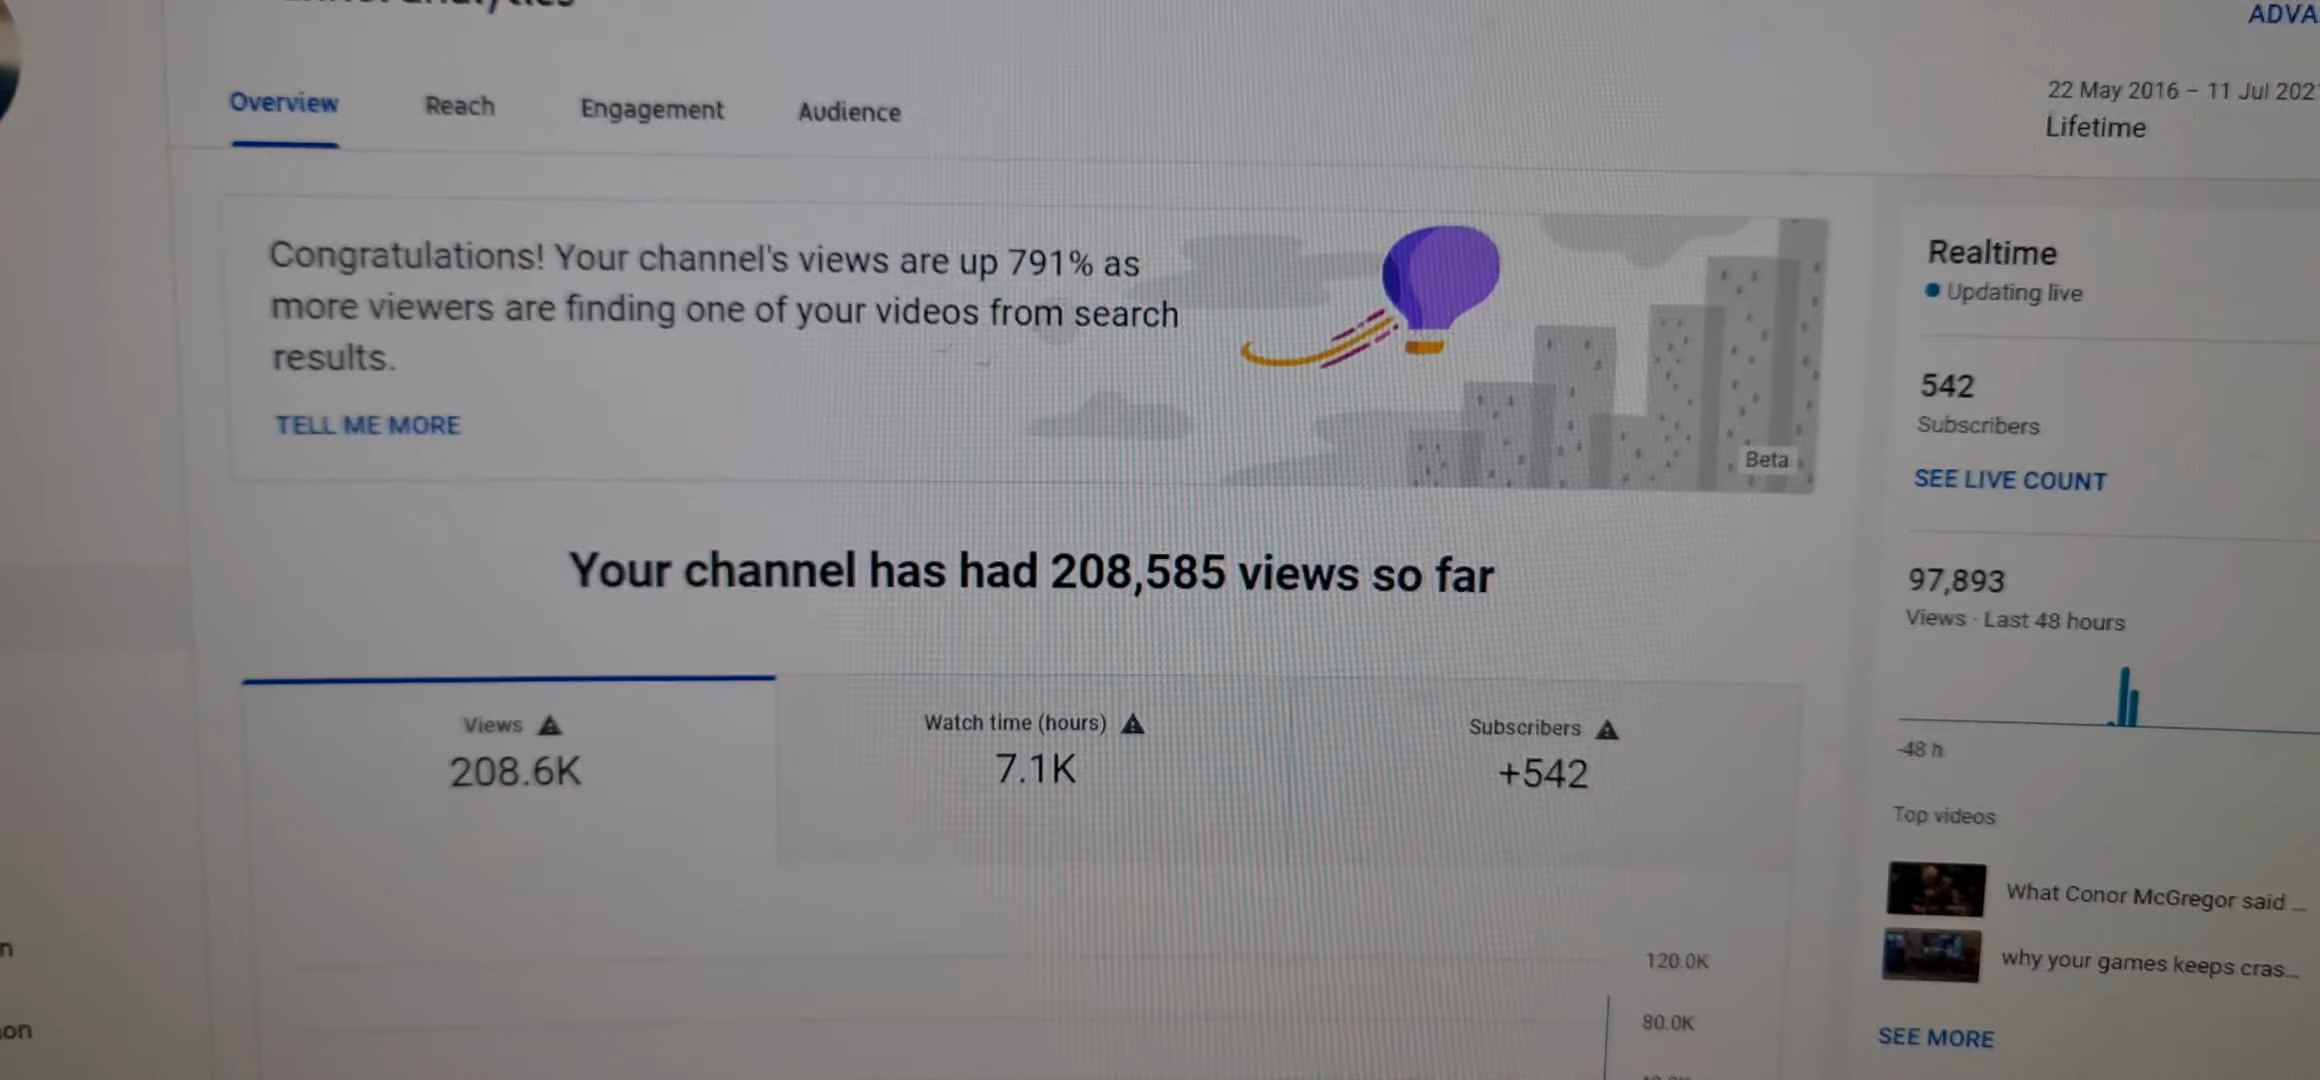 Overview
Reach
Engagement
Audience
22 May 2016 – 11 Jul 202
Lifetime
Congratulations! Your channel's views are up 791% as
more viewers are finding one of your videos from search
results.
TELL ME MORE
Beta
Your channel has had 208,585 views so far
Views
208.6K
Watch time (hours)
7.1K
Subscribers
+542
120.0K
80.0K
Realtime
Updating live
542
Subscribers
SEE LIVE COUNT
97,893
Views · Last 48 hours
-48 h
Top videos
What Conor McGregor said ...
why your games keeps cras...
SEE MORE